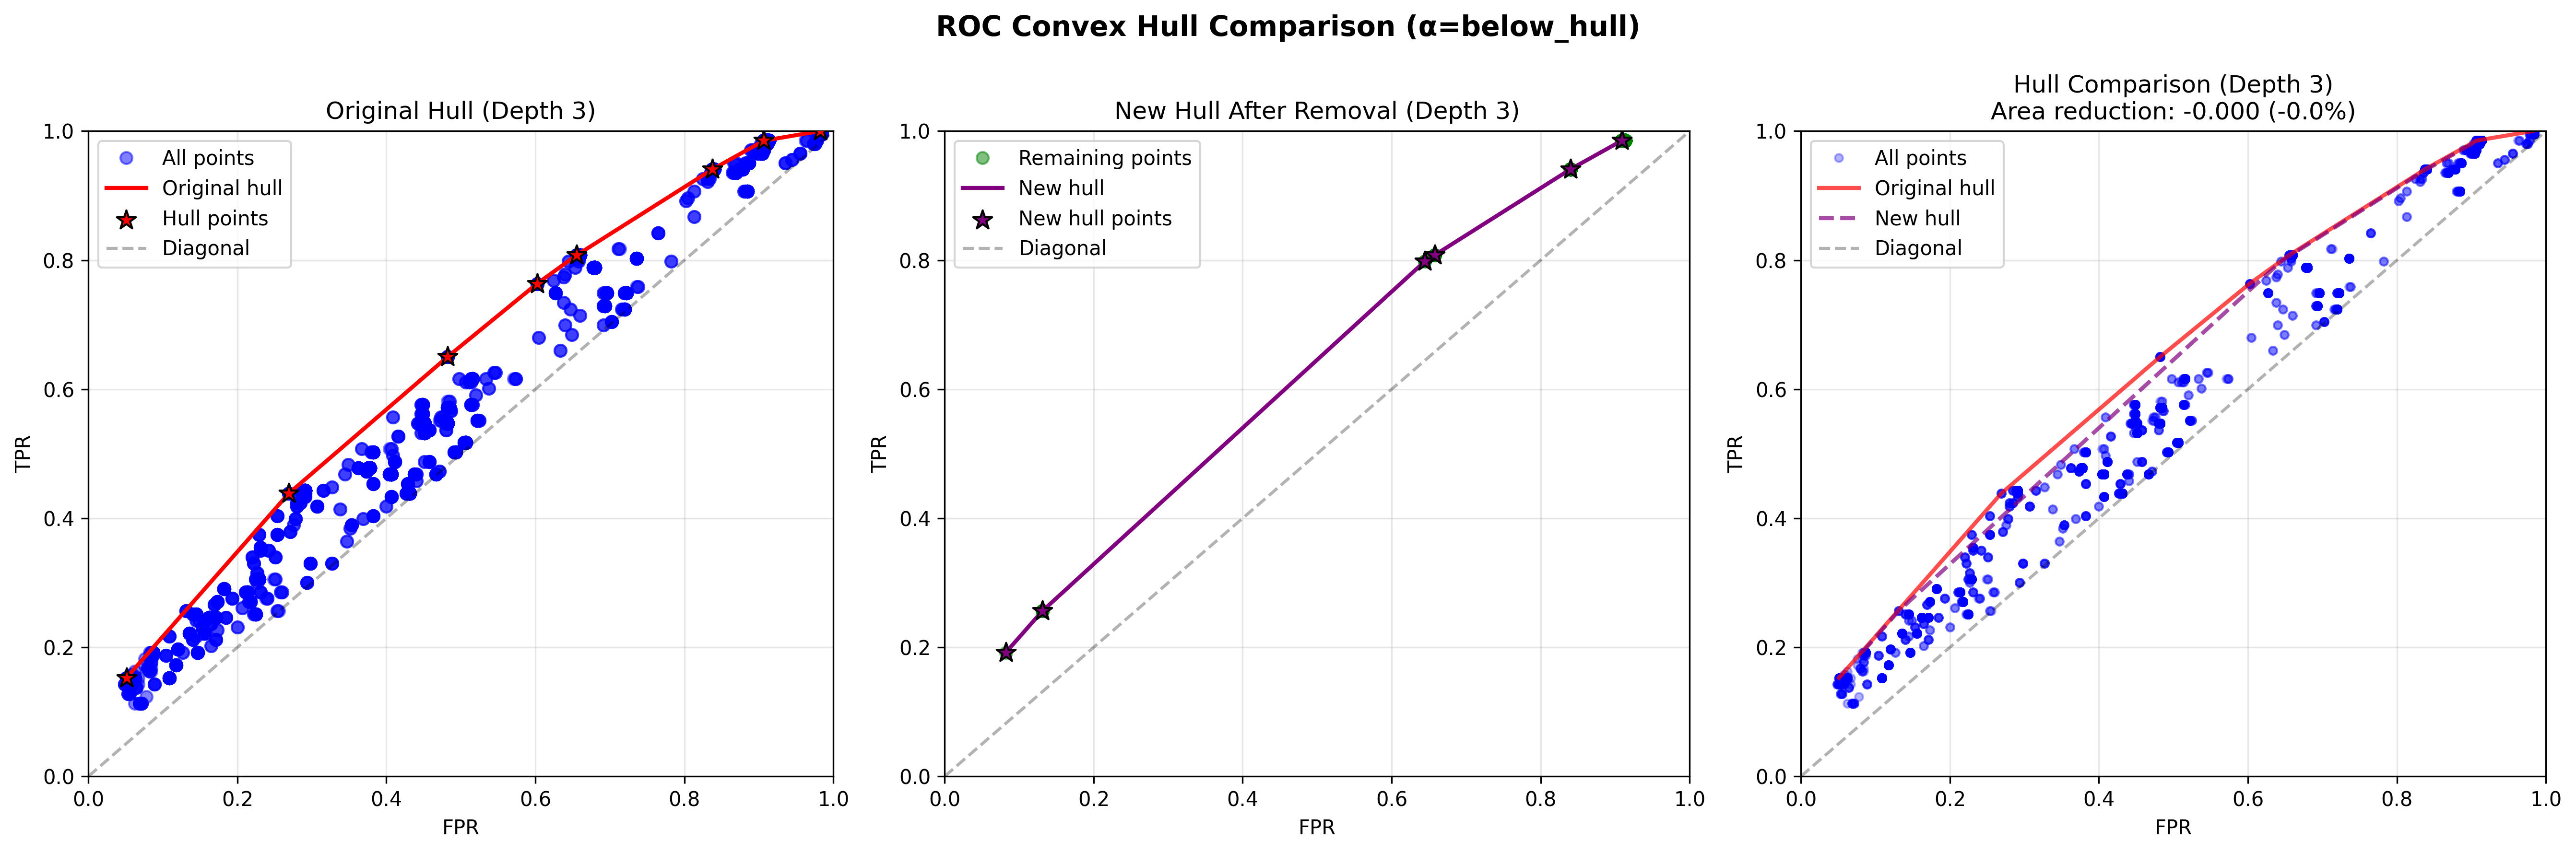 ROC Convex Hull Comparison (α=below_hull)
Original Hull (Depth 3)
All points
Original hull
Hull points
Diagonal
1.0
0.8
0.6
0.4
0.2
0.0
TPR
0.0 0.2 0.4 0.6 0.8 1.0
FPR
New Hull After Removal (Depth 3)
Remaining points
New hull
New hull points
Diagonal
1.0
0.8
0.6
0.4
0.2
0.0
TPR
0.0 0.2 0.4 0.6 0.8 1.0
FPR
Hull Comparison (Depth 3)
Area reduction: -0.000 (-0.0%)
All points
Original hull
New hull
Diagonal
1.0
0.8
0.6
0.4
0.2
0.0
TPR
0.0 0.2 0.4 0.6 0.8 1.0
FPR